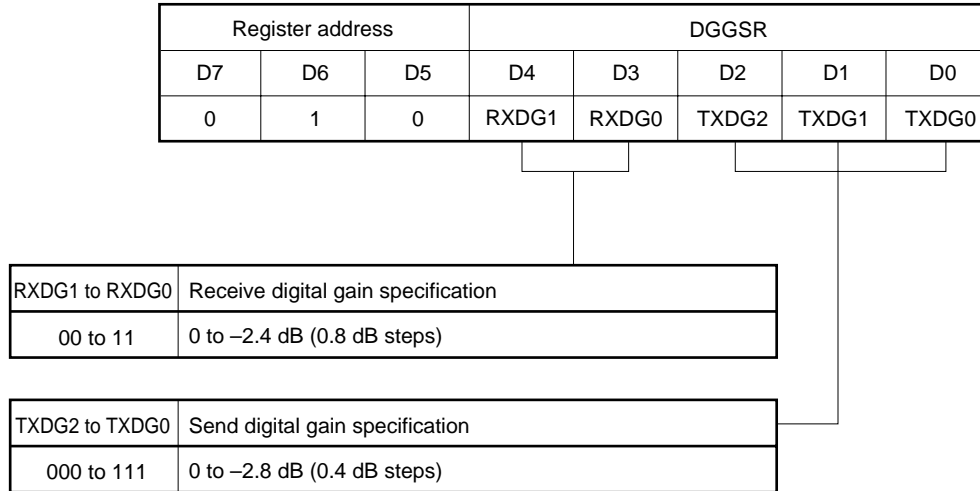 Register address DGGSR
D7 D6 D5 D4 D3 D2 D1 D0
0 1 0 RXDG1 RXDG0 TXDG2 TXDG1 TXDG0
RXDG1 to RXDG0 Receive digital gain specification
00 to 11 0 to –2.4 dB (0.8 dB steps)
TXDG2 to TXDG0 Send digital gain specification
000 to 111 0 to –2.8 dB (0.4 dB steps)